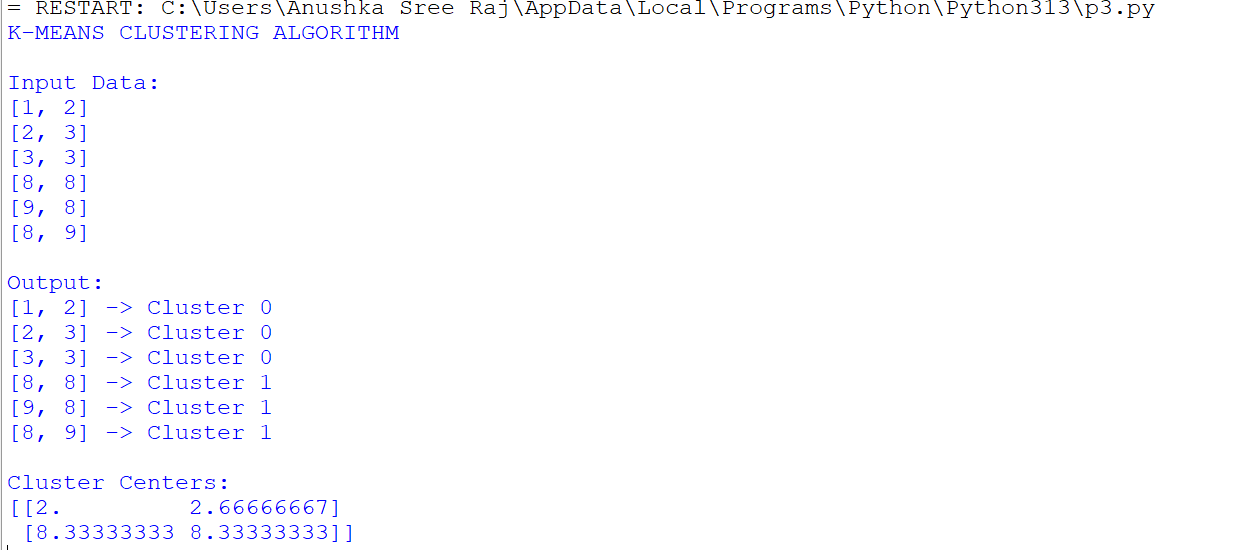 = RESTART: C:\Users\Anushka Sree Raj\AppData\Local\Programs\Python\Python313\p3.py
K-MEANS CLUSTERING ALGORITHM

Input Data:
[1, 2]
[2, 3]
[3, 3]
[8, 8]
[9, 8]
[8, 9]

Output:
[1, 2] -> Cluster 0
[2, 3] -> Cluster 0
[3, 3] -> Cluster 0
[8, 8] -> Cluster 1
[9, 8] -> Cluster 1
[8, 9] -> Cluster 1

Cluster Centers:
[[2.         2.66666667]
 [8.33333333 8.33333333]]